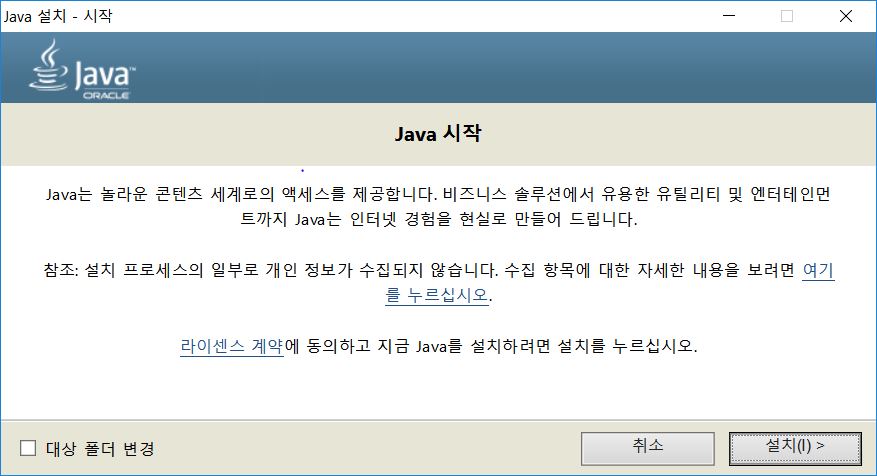 Java 설치 - 시작
Java™
ORACLE
Java 시작
Java는 놀라운 콘텐츠 세계로의 액세스를 제공합니다. 비즈니스 솔루션에서 유용한 유틸리티 및 엔터테인먼
트까지 Java는 인터넷 경험을 현실로 만들어 드립니다.
참조: 설치 프로세스의 일부로 개인 정보가 수집되지 않습니다. 수집 항목에 대한 자세한 내용을 보려면 여기
를 누르십시오.
라이센스 계약에 동의하고 지금 Java를 설치하려면 설치를 누르십시오.
대상 폴더 변경
취소
설치(I) >